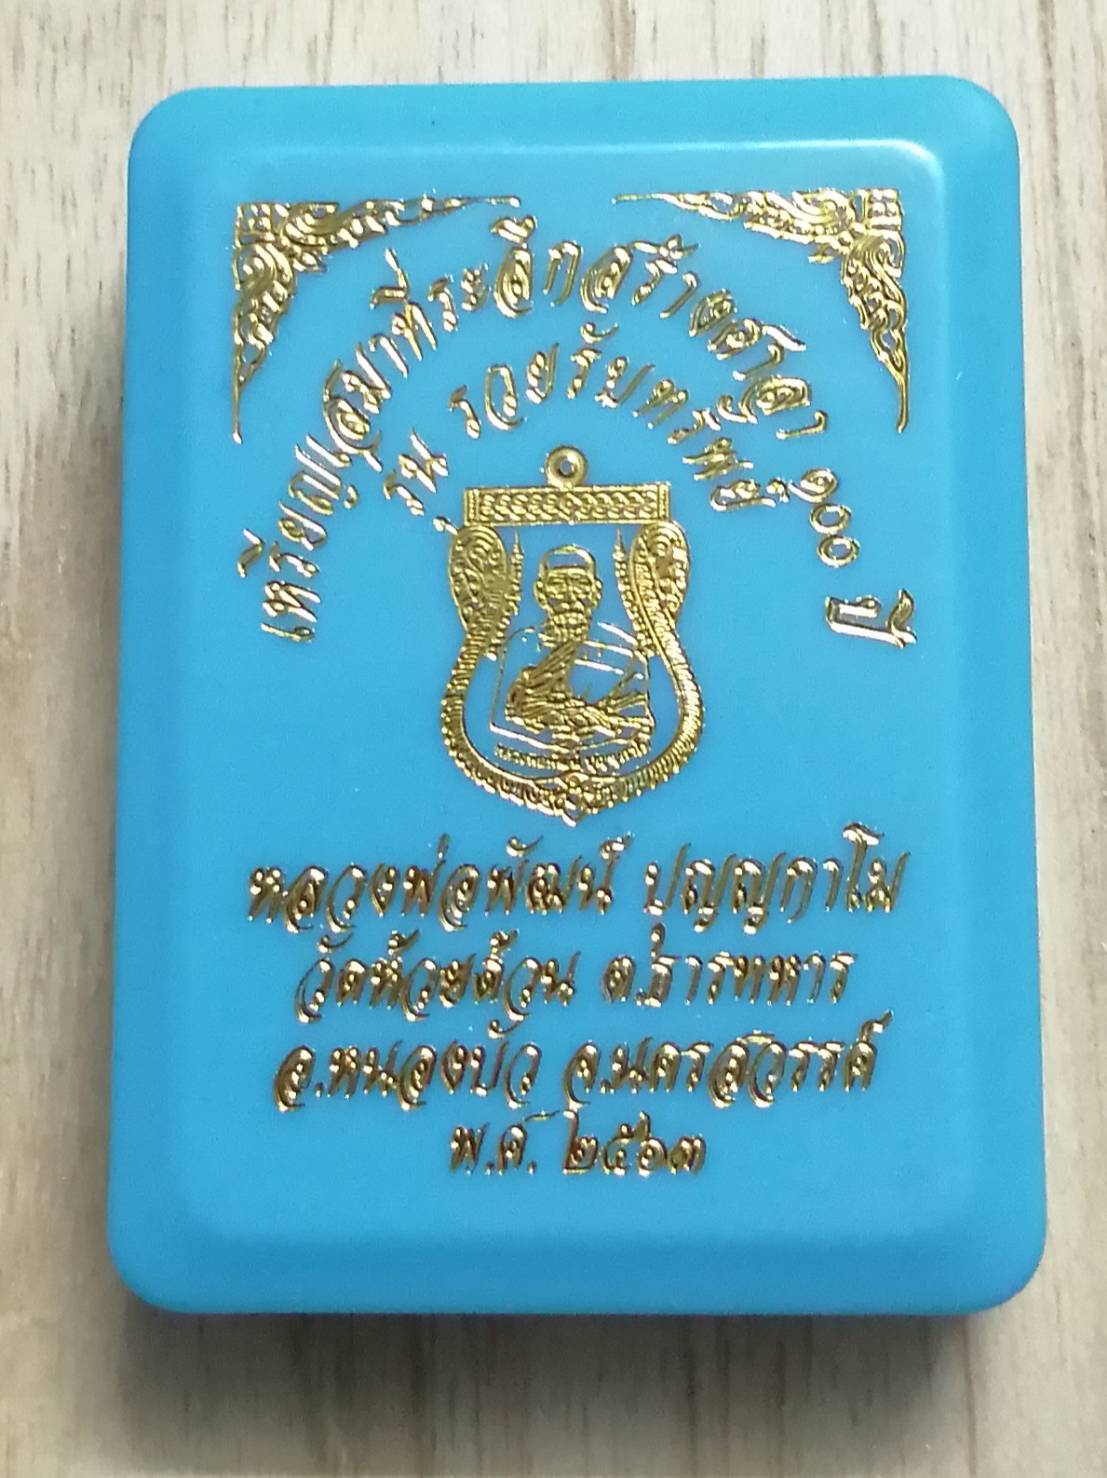 เหรียญเสมาที่ระลึกสร้างศาลา ๑๐๐ ปี
รุ่น รวยรับทรัพย์
หลวงพ่อพัฒน์ ปุญญกาโม
วัดห้วยด้วน ต.ธารทหาร
อ.หนองบัว จ.นครสวรรค์
พ.ศ. ๒๕๖๓